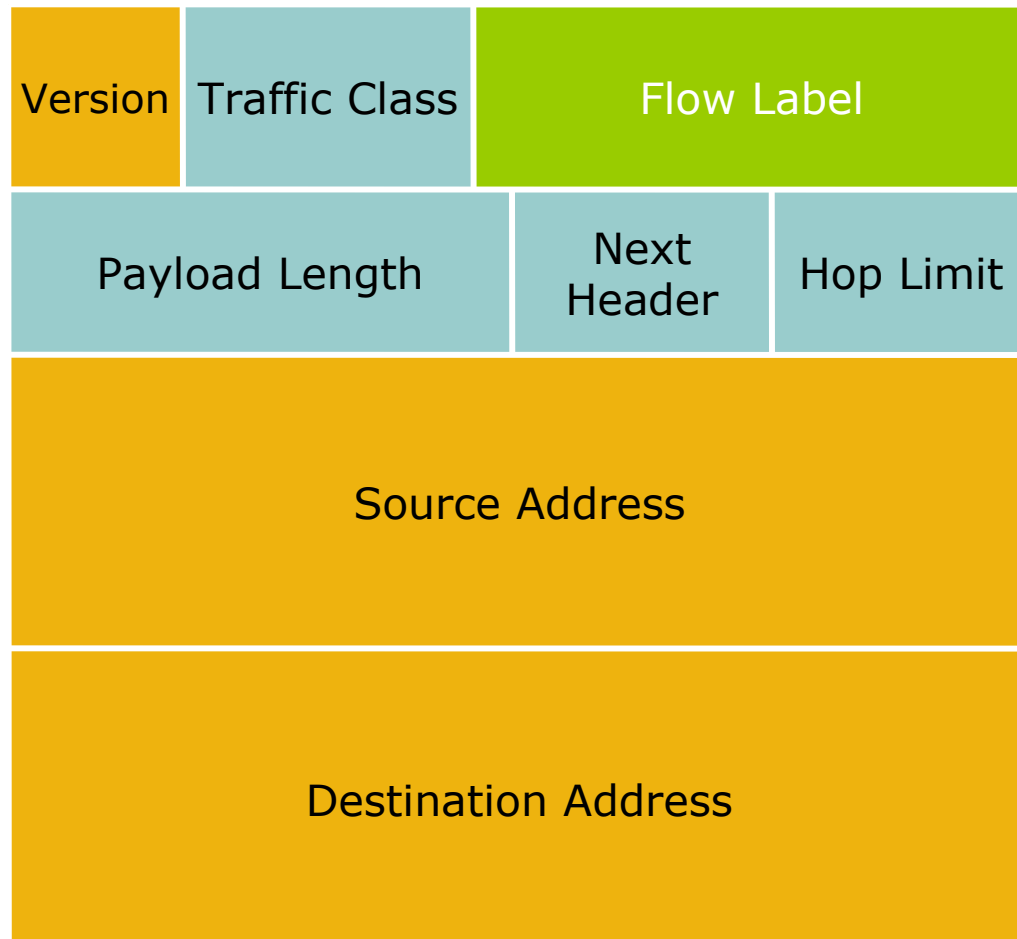 Version Traffic Class Flow Label
Payload Length Next Header Hop Limit
Source Address
Destination Address